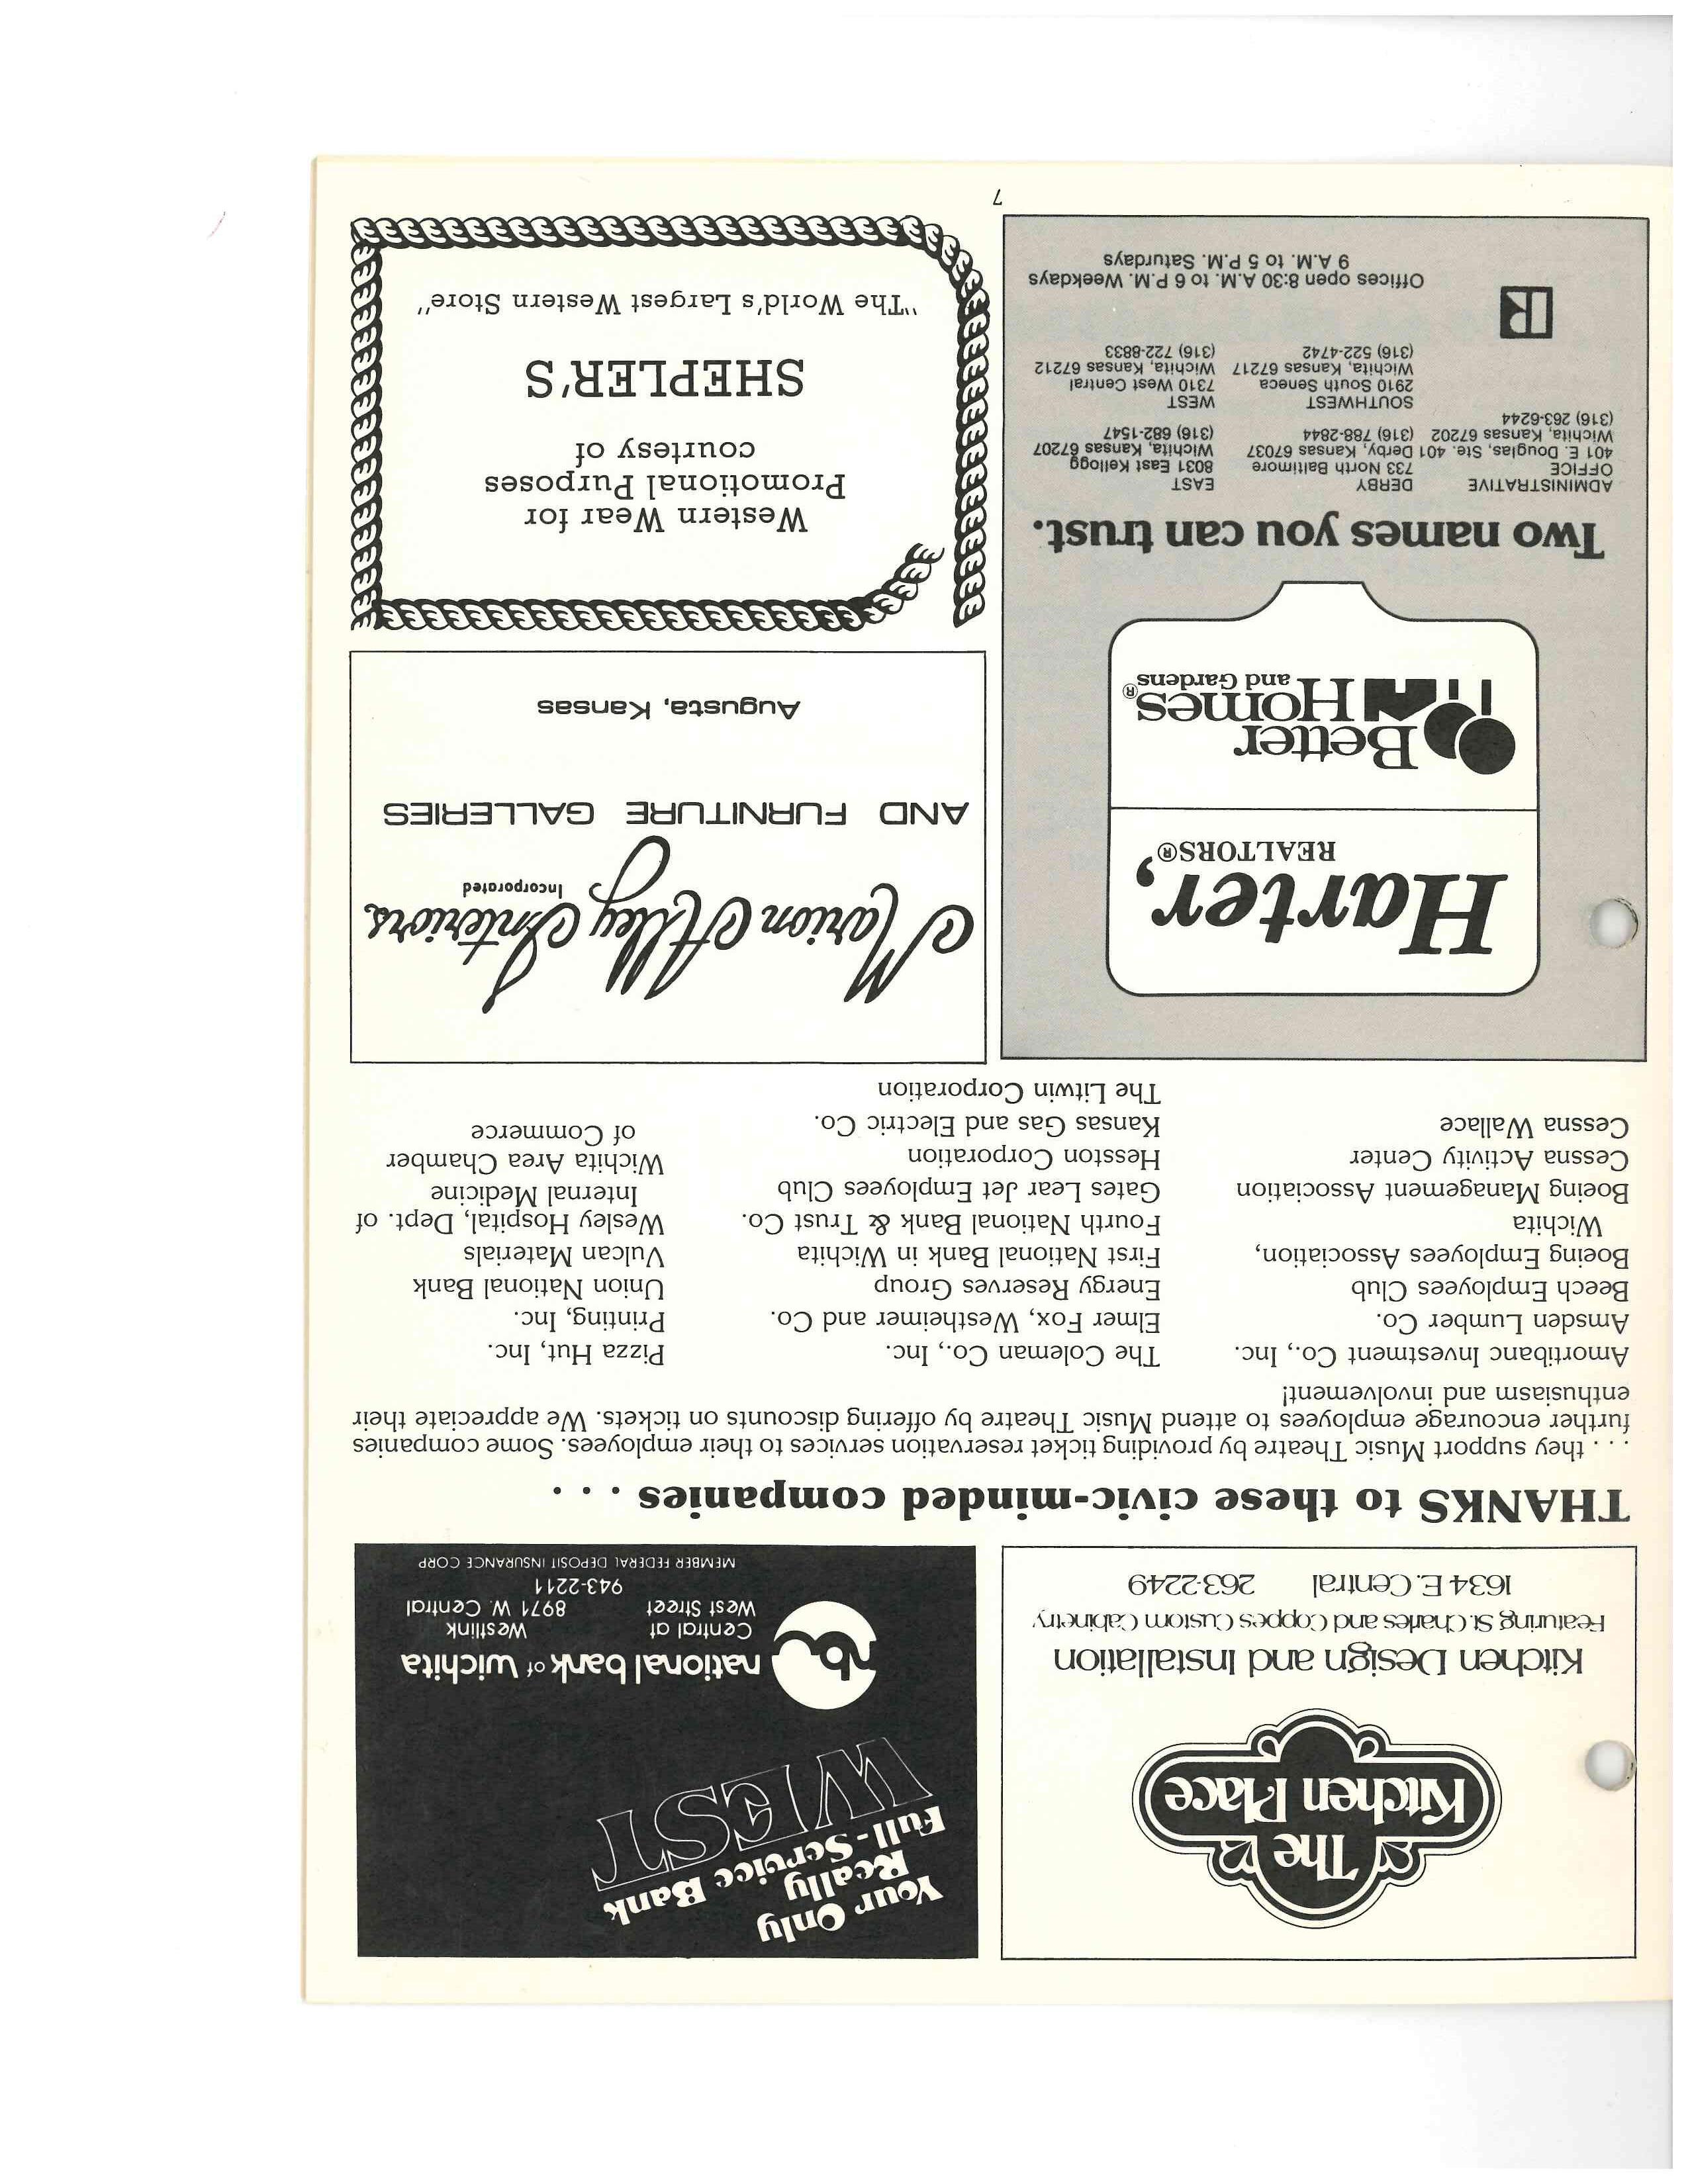 The
Kitchen Place
Kitchen Design and Installation
Featuring St. Charles and Coppes Custom Cabinetry
1634 E. Central 263-2249
Your Only
Really
Full-Service Bank
WEST
nb
national bank of wichita
Central at
West Street
Westlink
8971 W. Central
943-2211
MEMBER FEDERAL DEPOSIT INSURANCE CORP
THANKS to these civic-minded companies . . .
. . . they support Music Theatre by providing ticket reservation services to their employees. Some companies
further encourage employees to attend Music Theatre by offering discounts on tickets. We appreciate their
enthusiasm and involvement!
Amortibanc Investment Co., Inc.
Amsden Lumber Co.
Beech Employees Club
Boeing Employees Association,
Wichita
Boeing Management Association
Cessna Activity Center
Cessna Wallace
The Coleman Co., Inc.
Elmer Fox, Westheimer and Co.
Energy Reserves Group
First National Bank in Wichita
Fourth National Bank & Trust Co.
Gates Lear Jet Employees Club
Hesston Corporation
Kansas Gas and Electric Co.
The Litwin Corporation
Pizza Hut, Inc.
Printing, Inc.
Union National Bank
Vulcan Materials
Wesley Hospital, Dept. of
Internal Medicine
Wichita Area Chamber
of Commerce
Harter,
REALTORS®
Better
Homes
and Gardens®
Two names you can trust.
ADMINISTRATIVE
OFFICE
401 E. Douglas, Ste. 401
Wichita, Kansas 67202
(316) 263-6244
DERBY
733 North Baltimore
Derby, Kansas 67037
(316) 788-2844
EAST
8031 East Kellogg
Wichita, Kansas 67207
(316) 682-1547
SOUTHWEST
2910 South Seneca
Wichita, Kansas 67217
(316) 522-4742
WEST
7310 West Central
Wichita, Kansas 67212
(316) 722-8833
R
Offices open 8:30 A.M. to 6 P.M. Weekdays
9 A.M. to 5 P.M. Saturdays
Marion Alley Interiors
Incorporated
AND FURNITURE GALLERIES
Augusta, Kansas
Western Wear for
Promotional Purposes
courtesy of
SHEPLER'S
"The World's Largest Western Store"
7